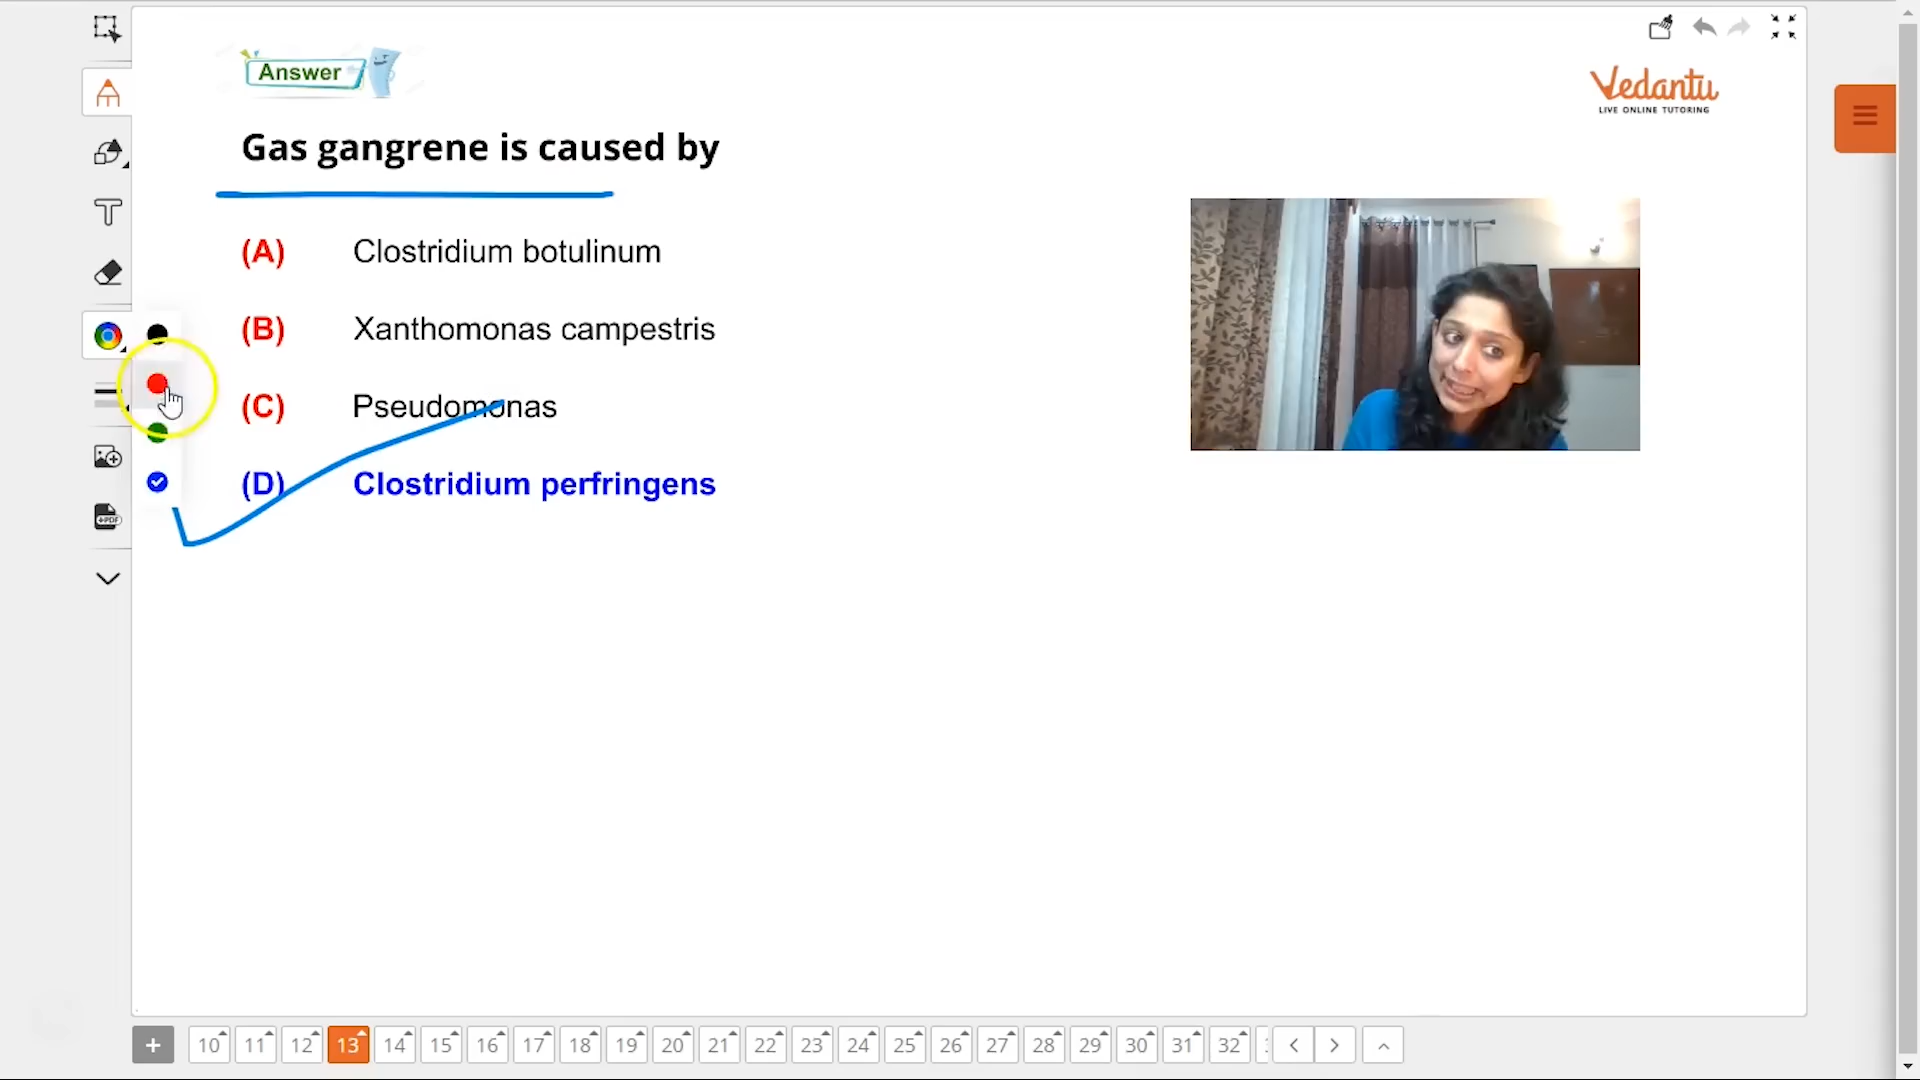 Answer
Vedantu
LIVE ONLINE TUTORING
Gas gangrene is caused by
(A) Clostridium botulinum
(B) Xanthomonas campestris
(C) Pseudomonas
(D) Clostridium perfringens
T
+PDF
+ 10 11 12 13 14 15 16 17 18 19 20 21 22 23 24 25 26 27 28 29 30 31 32